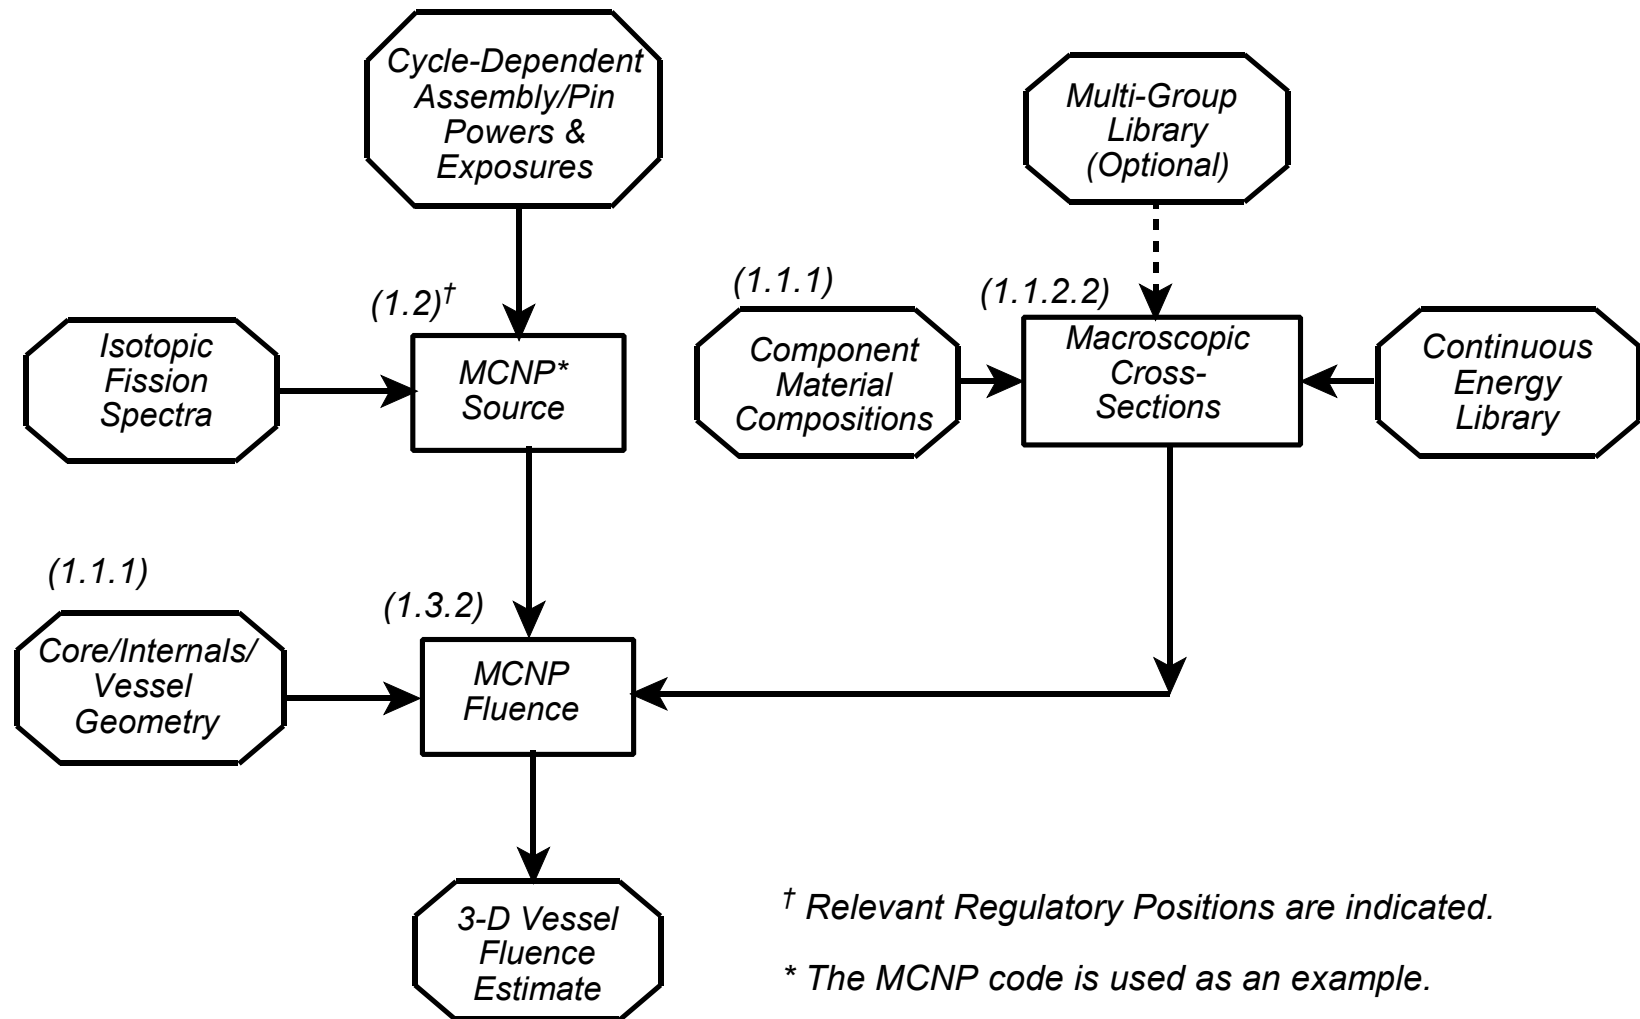 Cycle-Dependent
Assembly/Pin
Powers &
Exposures
Multi-Group
Library
(Optional)
(1.2)†
(1.1.1)
(1.1.2.2)
Isotopic
Fission
Spectra
MCNP*
Source
Component
Material
Compositions
Macroscopic
Cross-
Sections
Continuous
Energy
Library
(1.1.1)
(1.3.2)
Core/Internals/
Vessel
Geometry
MCNP
Fluence
3-D Vessel
Fluence
Estimate
† Relevant Regulatory Positions are indicated.
* The MCNP code is used as an example.